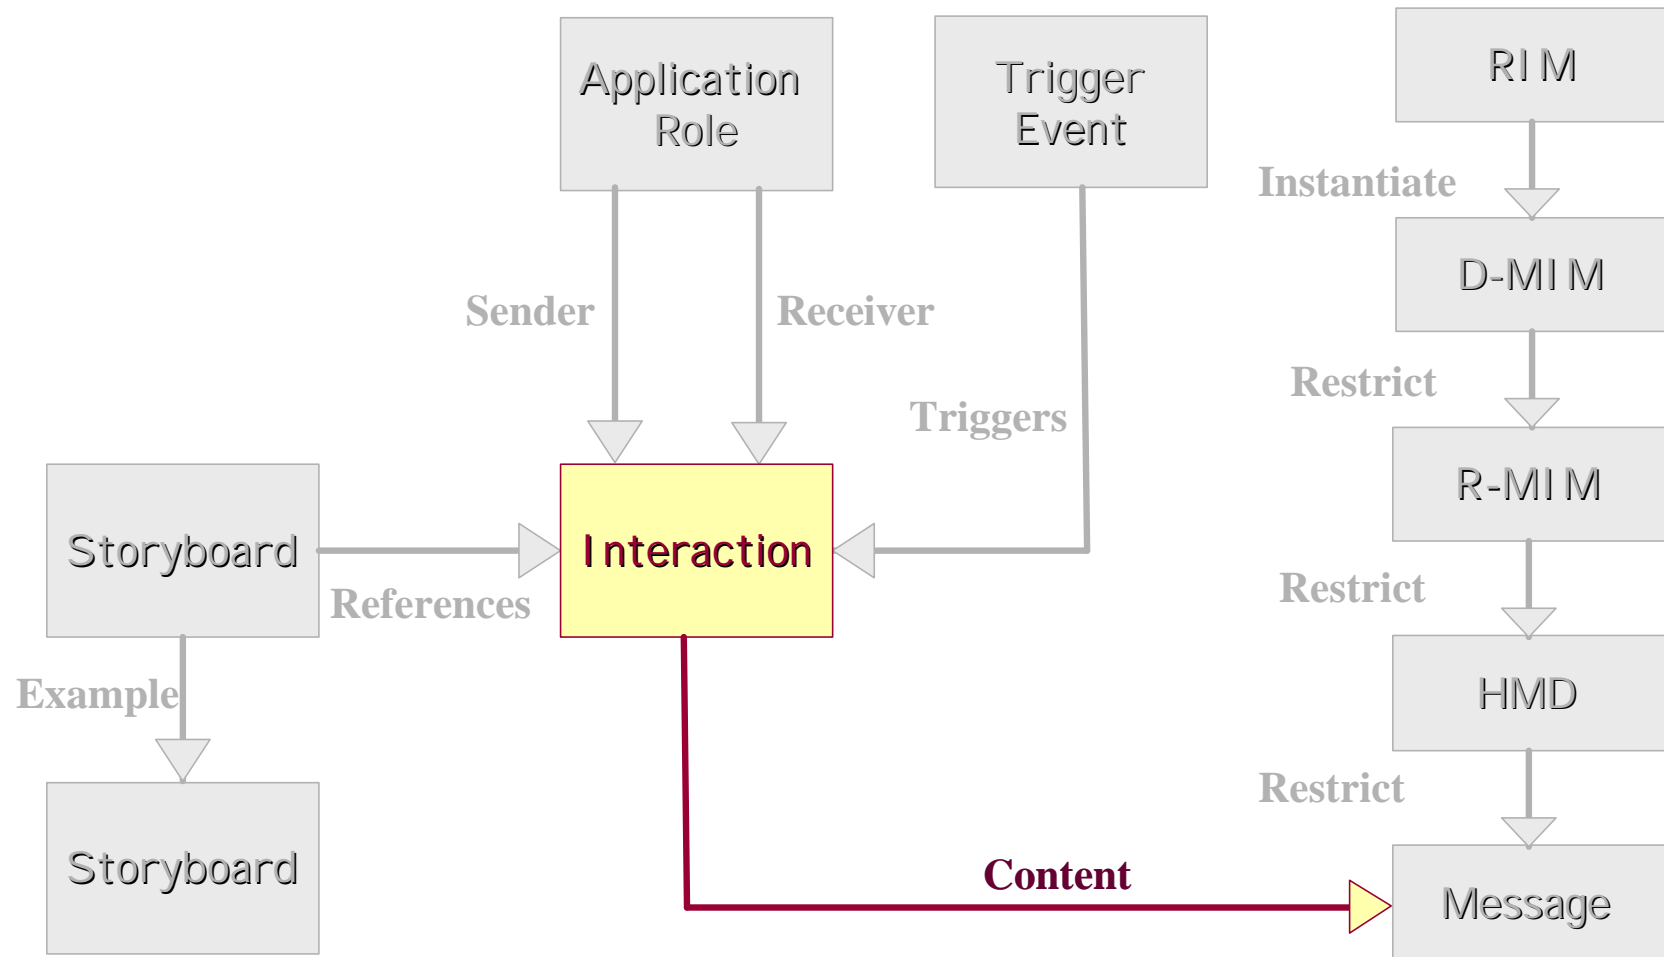 Application
Role
Trigger
Event
RIM
Instantiate
D-MIM
Sender
Receiver
Restrict
Triggers
R-MIM
Storyboard
Interaction
References
Restrict
Example
HMD
Restrict
Storyboard
Content
Message